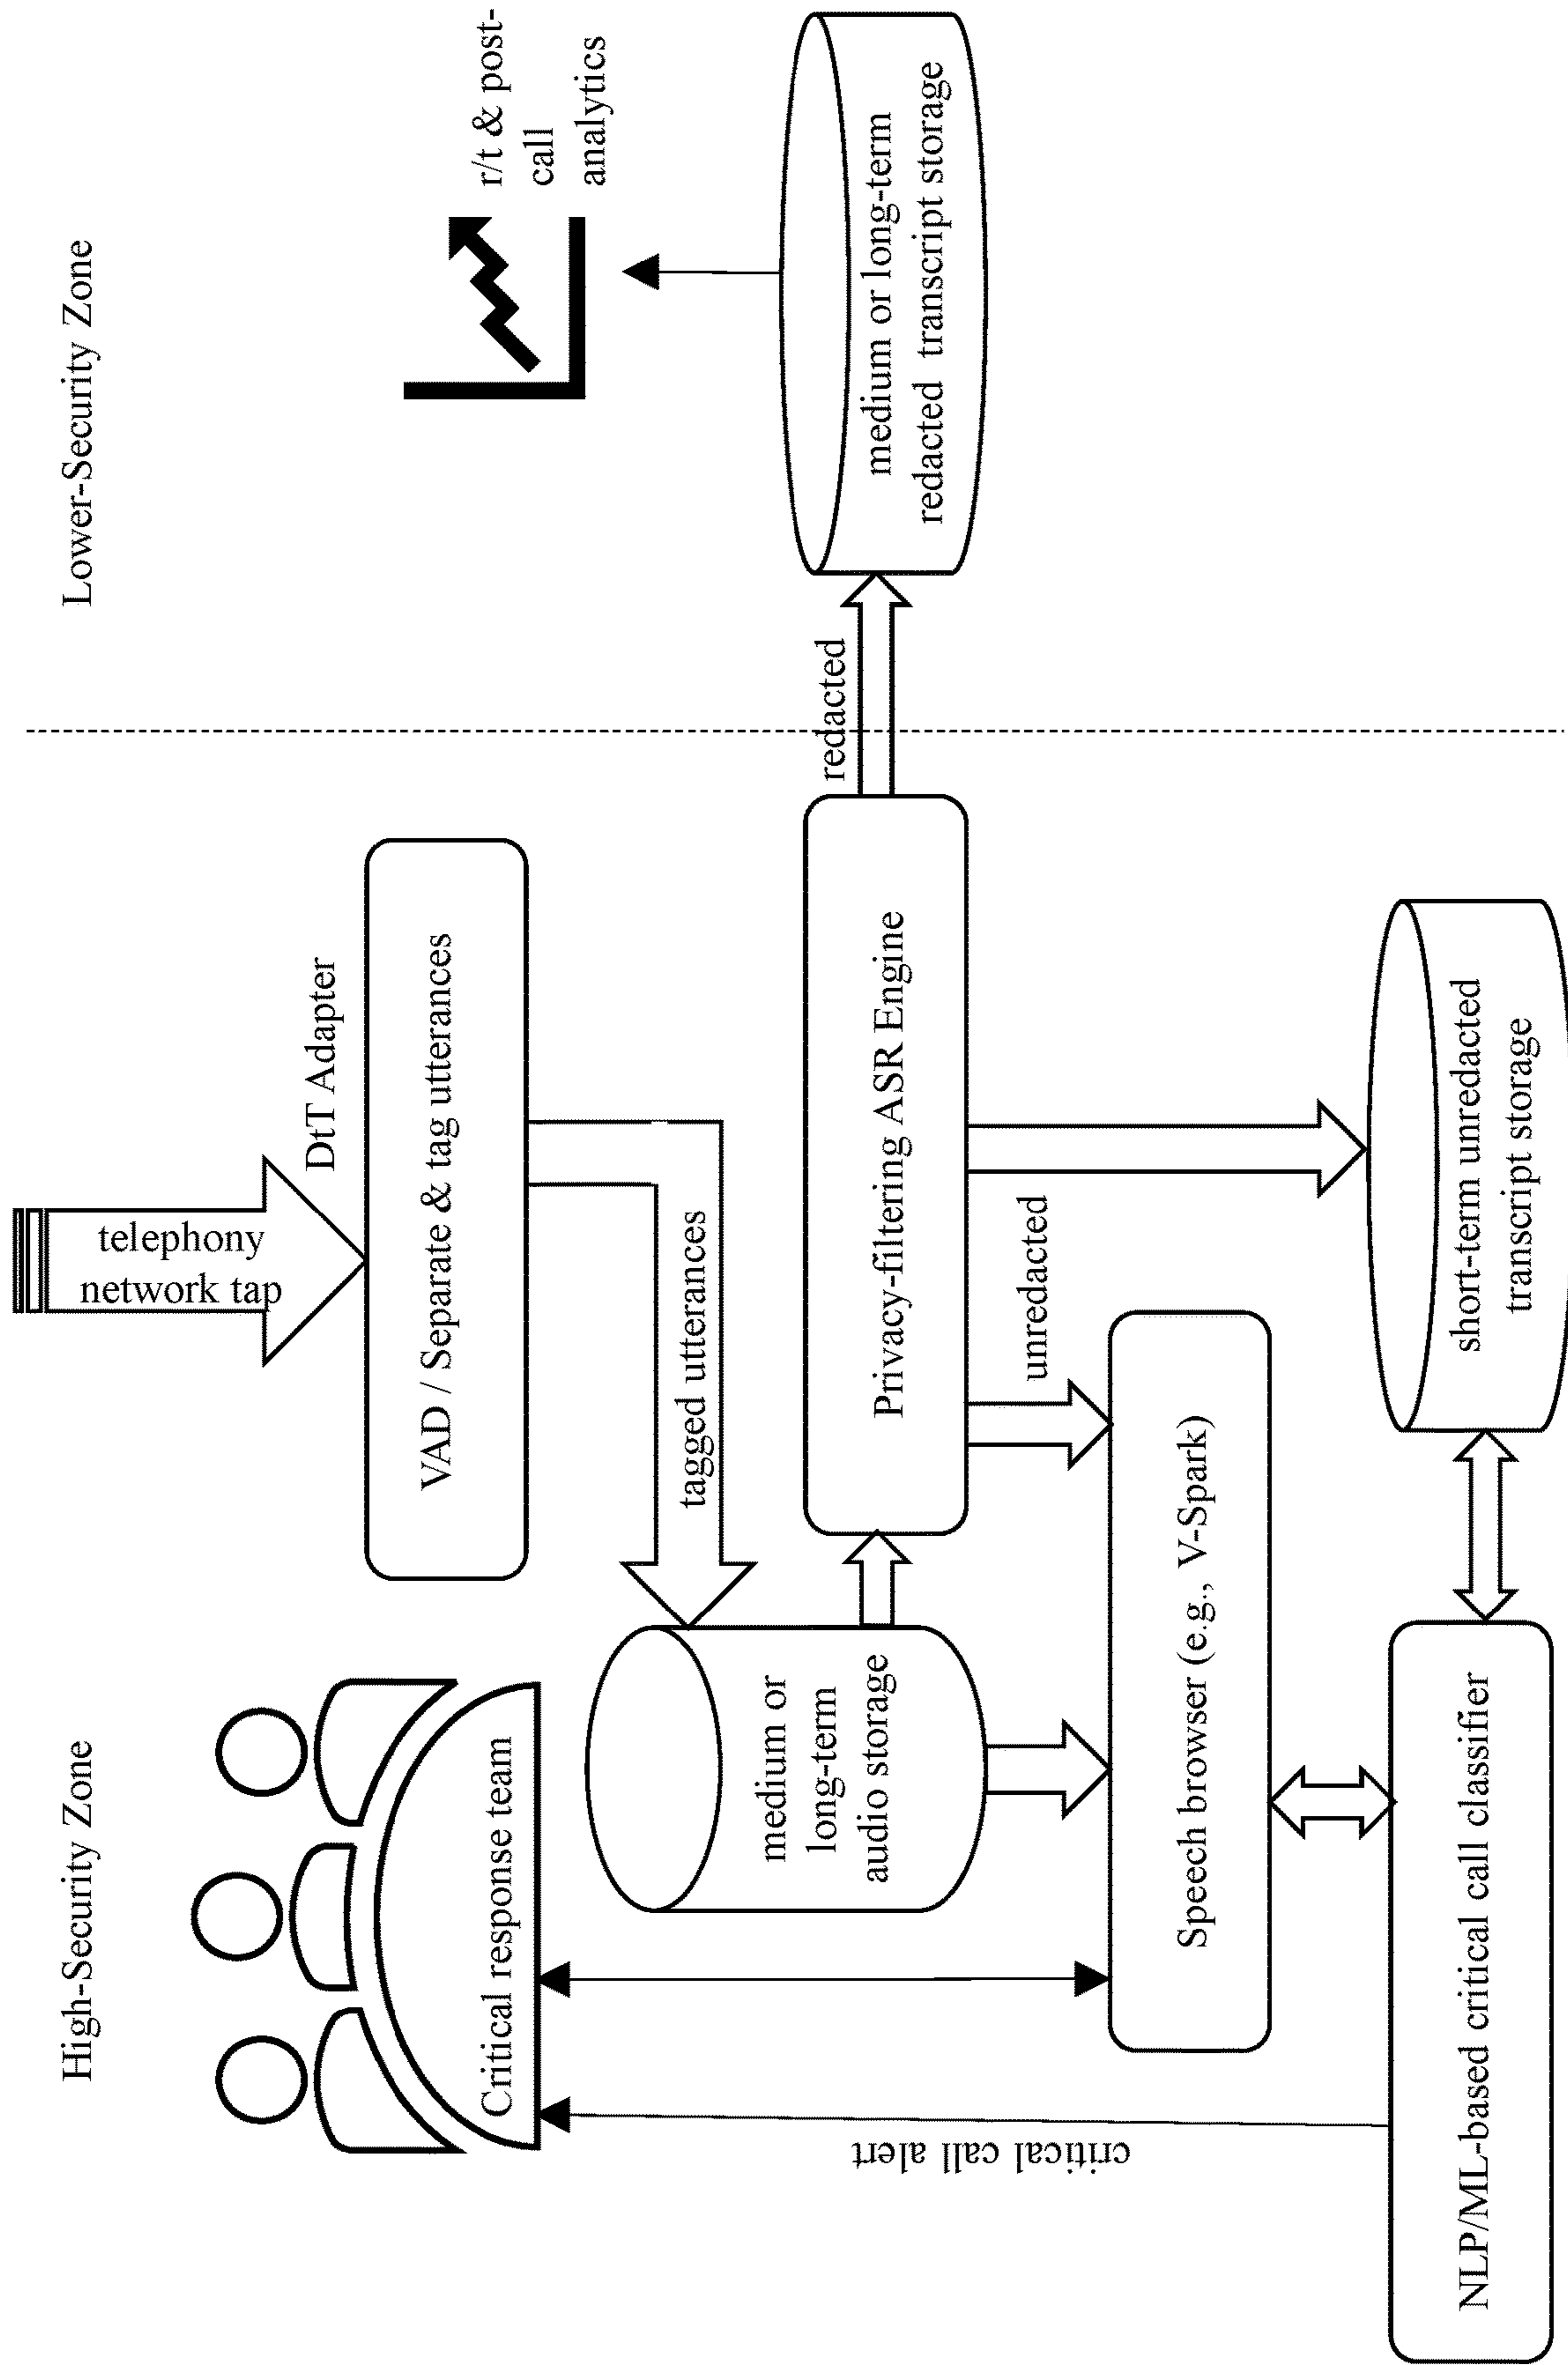 High-Security Zone
Lower-Security Zone
telephony
network tap
DtT Adapter
VAD / Separate & tag utterances
r/t & post-
call
analytics
Critical response team
tagged utterances
medium or
long-term
audio storage
redacted
Privacy-filtering ASR Engine
medium or long-term
redacted transcript storage
unredacted
critical call alert
Speech browser (e.g., V-Spark)
short-term unredacted
transcript storage
NLP/ML-based critical call classifier